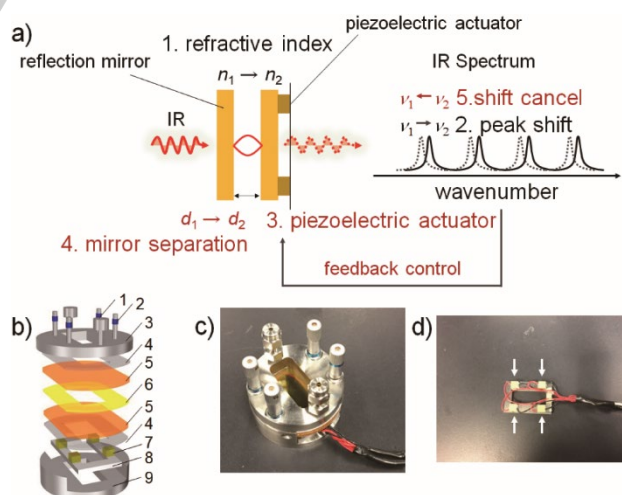 a)
piezoelectric actuator
1. refractive index
reflection mirror
n₁ → n₂
IR Spectrum
ν₁ ← ν₂ 5.shift cancel
ν₁ → ν₂ 2. peak shift
IR
wavenumber
d₁ → d₂ 3. piezoelectric actuator
4. mirror separation
feedback control
b)
1
2
3
4
5
6
5
4
7
8
9
c)
d)